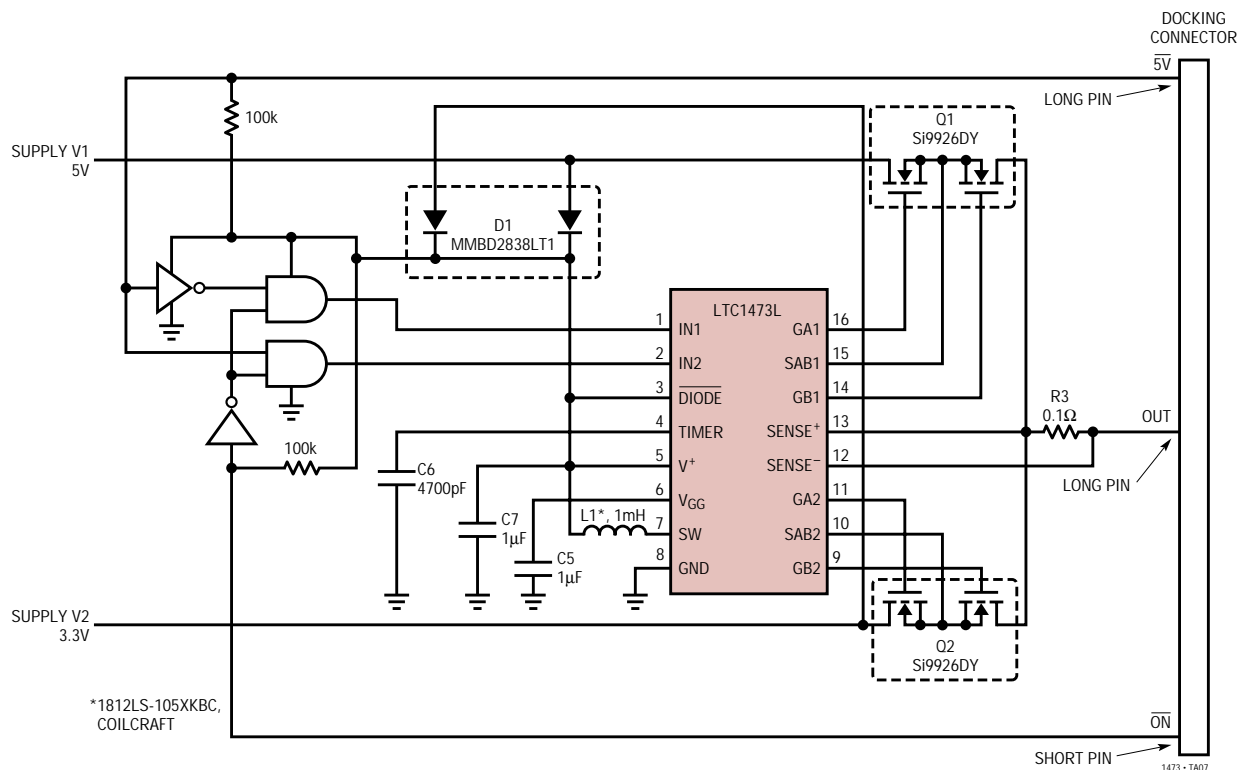 DOCKING
CONNECTOR
5V
LONG PIN
100k
Q1
Si9926DY
SUPPLY V1
5V
D1
MMBD2838LT1
LTC1473L
1 IN1 GA1 16
2 IN2 SAB1 15
3 DIODE GB1 14
4 TIMER SENSE+ 13
5 V+ SENSE– 12
6 VGG GA2 11
7 SW SAB2 10
8 GND GB2 9
R3
0.1Ω
OUT
LONG PIN
100k
C6
4700pF
C7
1µF
L1*, 1mH
C5
1µF
SUPPLY V2
3.3V
Q2
Si9926DY
*1812LS-105XKBC,
COILCRAFT
ON
SHORT PIN
1473 • TA07